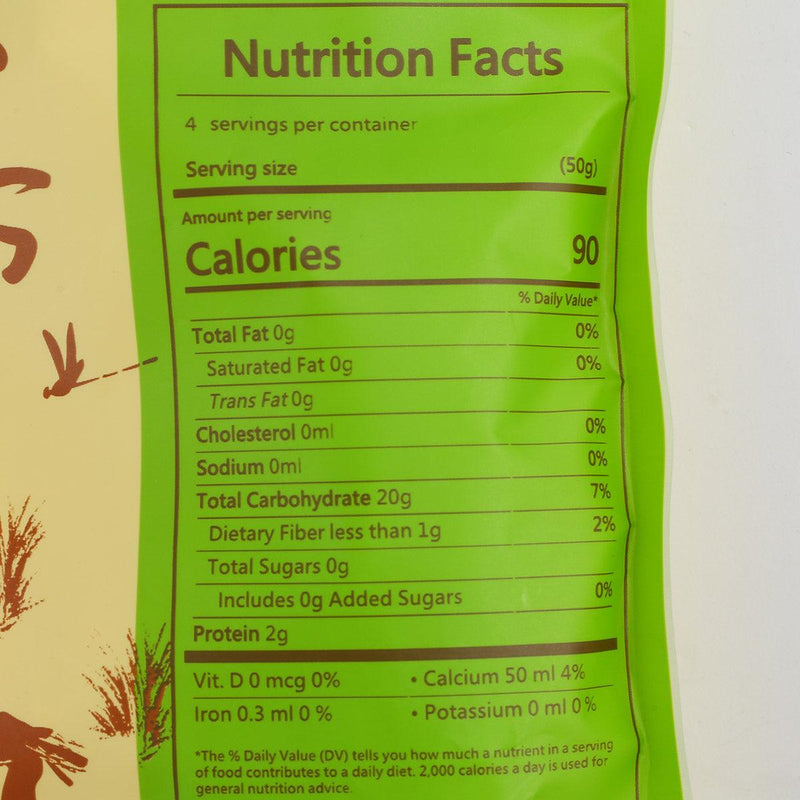 Nutrition Facts
4 servings per container
Serving size (50g)
Amount per serving
Calories 90
% Daily Value*
Total Fat 0g 0%
Saturated Fat 0g 0%
Trans Fat 0g
Cholesterol 0ml 0%
Sodium 0ml 0%
Total Carbohydrate 20g 7%
Dietary Fiber less than 1g 2%
Total Sugars 0g
Includes 0g Added Sugars 0%
Protein 2g
Vit. D 0 mcg 0% • Calcium 50 ml 4%
Iron 0.3 ml 0 % • Potassium 0 ml 0 %
*The % Daily Value (DV) tells you how much a nutrient in a serving
of food contributes to a daily diet. 2,000 calories a day is used for
general nutrition advice.